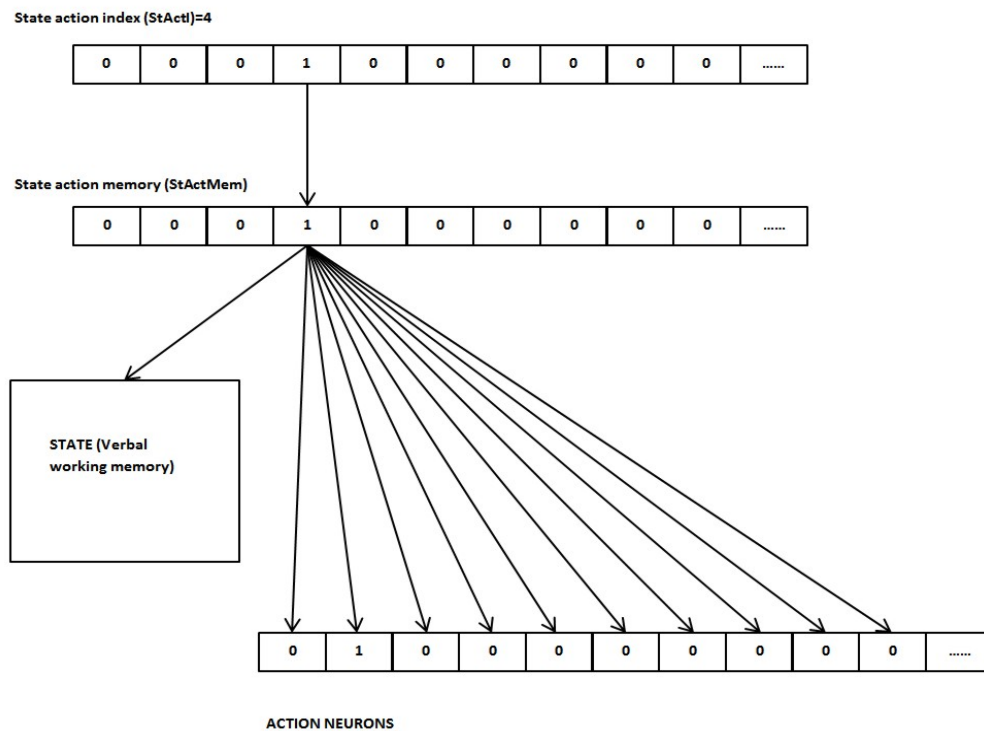 State action index (StActI)=4
0 0 0 1 0 0 0 0 0 0 ......
State action memory (StActMem)
0 0 0 1 0 0 0 0 0 0 ......
STATE (Verbal
working memory)
0 1 0 0 0 0 0 0 0 0 ......
ACTION NEURONS